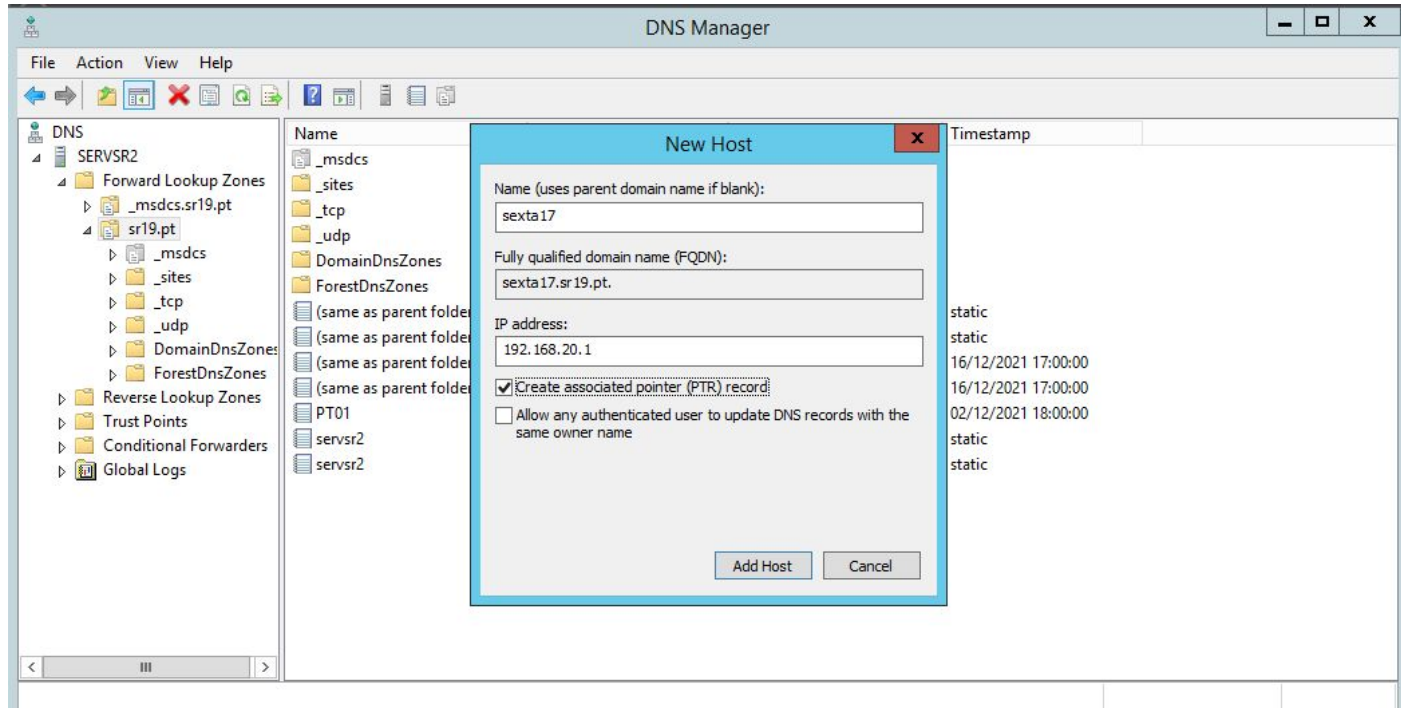 DNS Manager
File Action View Help
DNS
SERVSR2
Forward Lookup Zones
_msdcs.sr19.pt
sr19.pt
_msdcs
_sites
_tcp
_udp
DomainDnsZones
ForestDnsZones
Reverse Lookup Zones
Trust Points
Conditional Forwarders
Global Logs
Name Timestamp
_msdcs
_sites
_tcp
_udp
DomainDnsZones
ForestDnsZones
(same as parent folder static
(same as parent folder static
(same as parent folder 16/12/2021 17:00:00
(same as parent folder 16/12/2021 17:00:00
PT01 02/12/2021 18:00:00
servsr2 static
servsr2 static
New Host
Name (uses parent domain name if blank):
sexta17
Fully qualified domain name (FQDN):
sexta17.sr19.pt.
IP address:
192.168.20.1
Create associated pointer (PTR) record
Allow any authenticated user to update DNS records with the
same owner name
Add Host Cancel